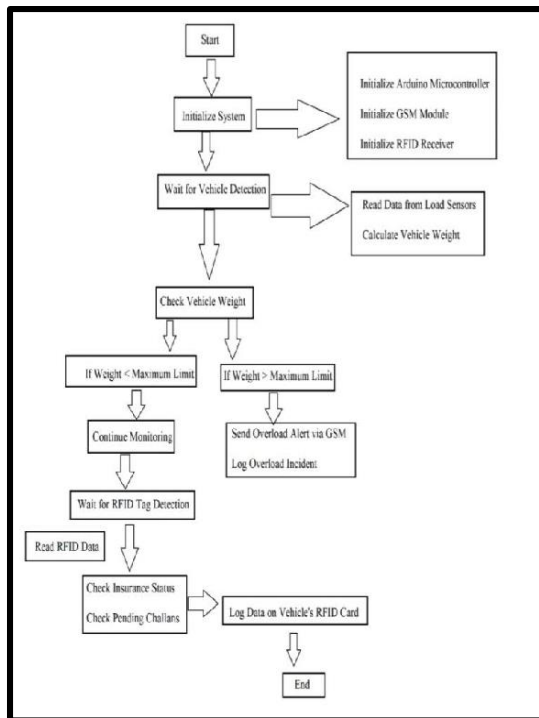 Start
Initialize System
Initialize Arduino Microcontroller
Initialize GSM Module
Initialize RFID Receiver
Wait for Vehicle Detection
Read Data from Load Sensors
Calculate Vehicle Weight
Check Vehicle Weight
If Weight < Maximum Limit
If Weight > Maximum Limit
Continue Monitoring
Send Overload Alert via GSM
Log Overload Incident
Wait for RFID Tag Detection
Read RFID Data
Check Insurance Status
Check Pending Challans
Log Data on Vehicle's RFID Card
End